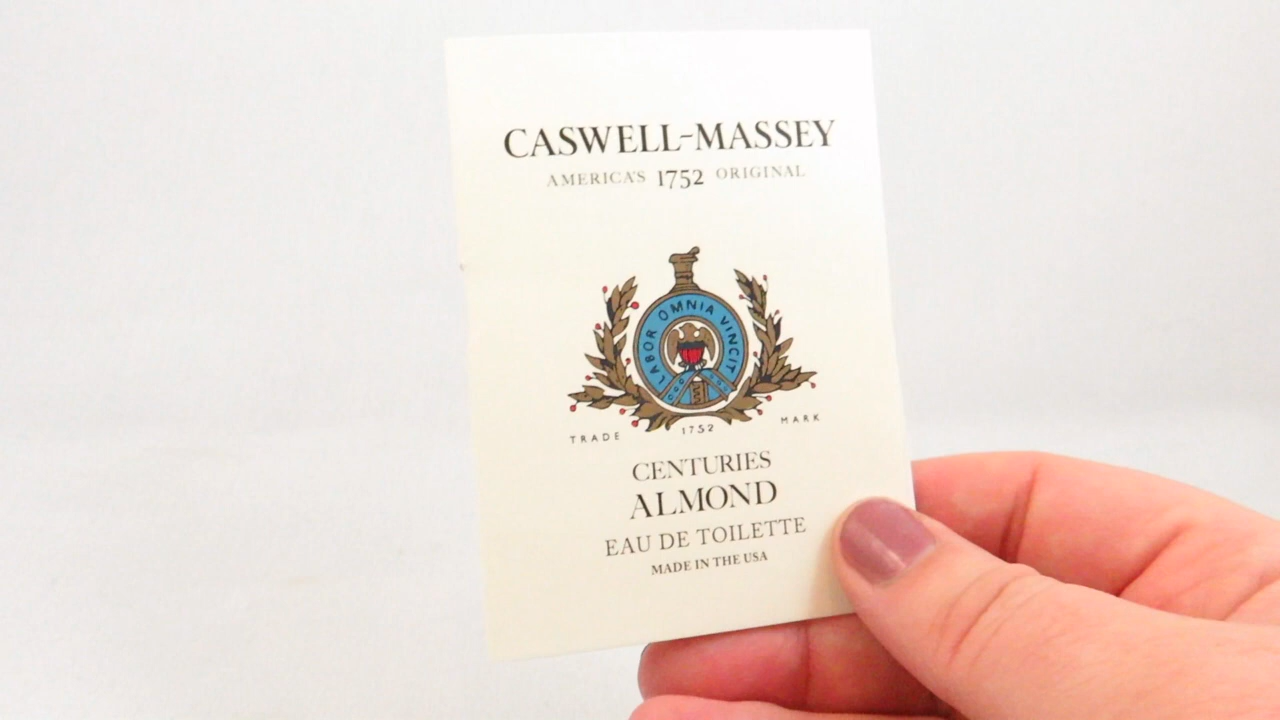 CASWELL-MASSEY
AMERICA'S 1752 ORIGINAL
LABOR OMNIA VINCIT
TRADE 1752 MARK
CENTURIES
ALMOND
EAU DE TOILETTE
MADE IN THE USA